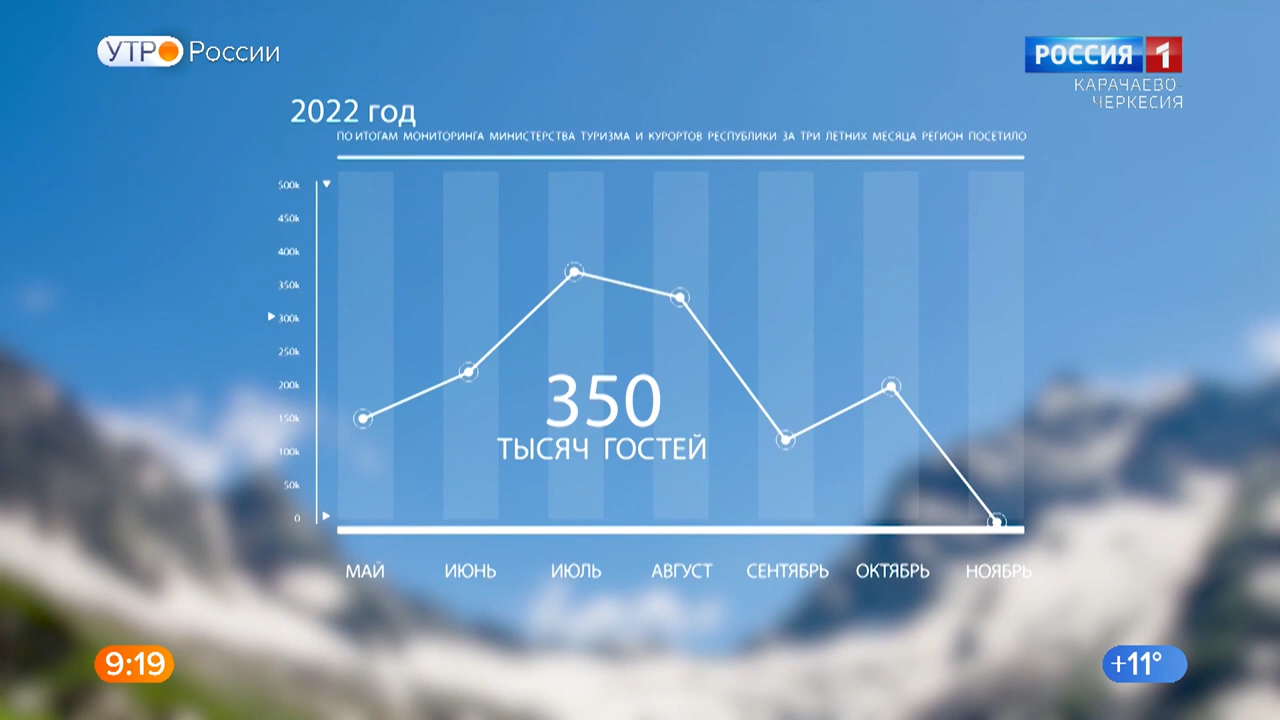 УТРО России
РОССИЯ 1
КАРАЧАЕВО-
ЧЕРКЕСИЯ
2022 год
ПО ИТОГАМ МОНИТОРИНГА МИНИСТЕРСТВА ТУРИЗМА И КУРОРТОВ РЕСПУБЛИКИ ЗА ТРИ ЛЕТНИХ МЕСЯЦА РЕГИОН ПОСЕТИЛО
500k
450k
400k
350k
300k
250k
200k
150k
100k
50k
0
350
ТЫСЯЧ ГОСТЕЙ
МАЙ ИЮНЬ ИЮЛЬ АВГУСТ СЕНТЯБРЬ ОКТЯБРЬ НОЯБРЬ
9:19
+11°